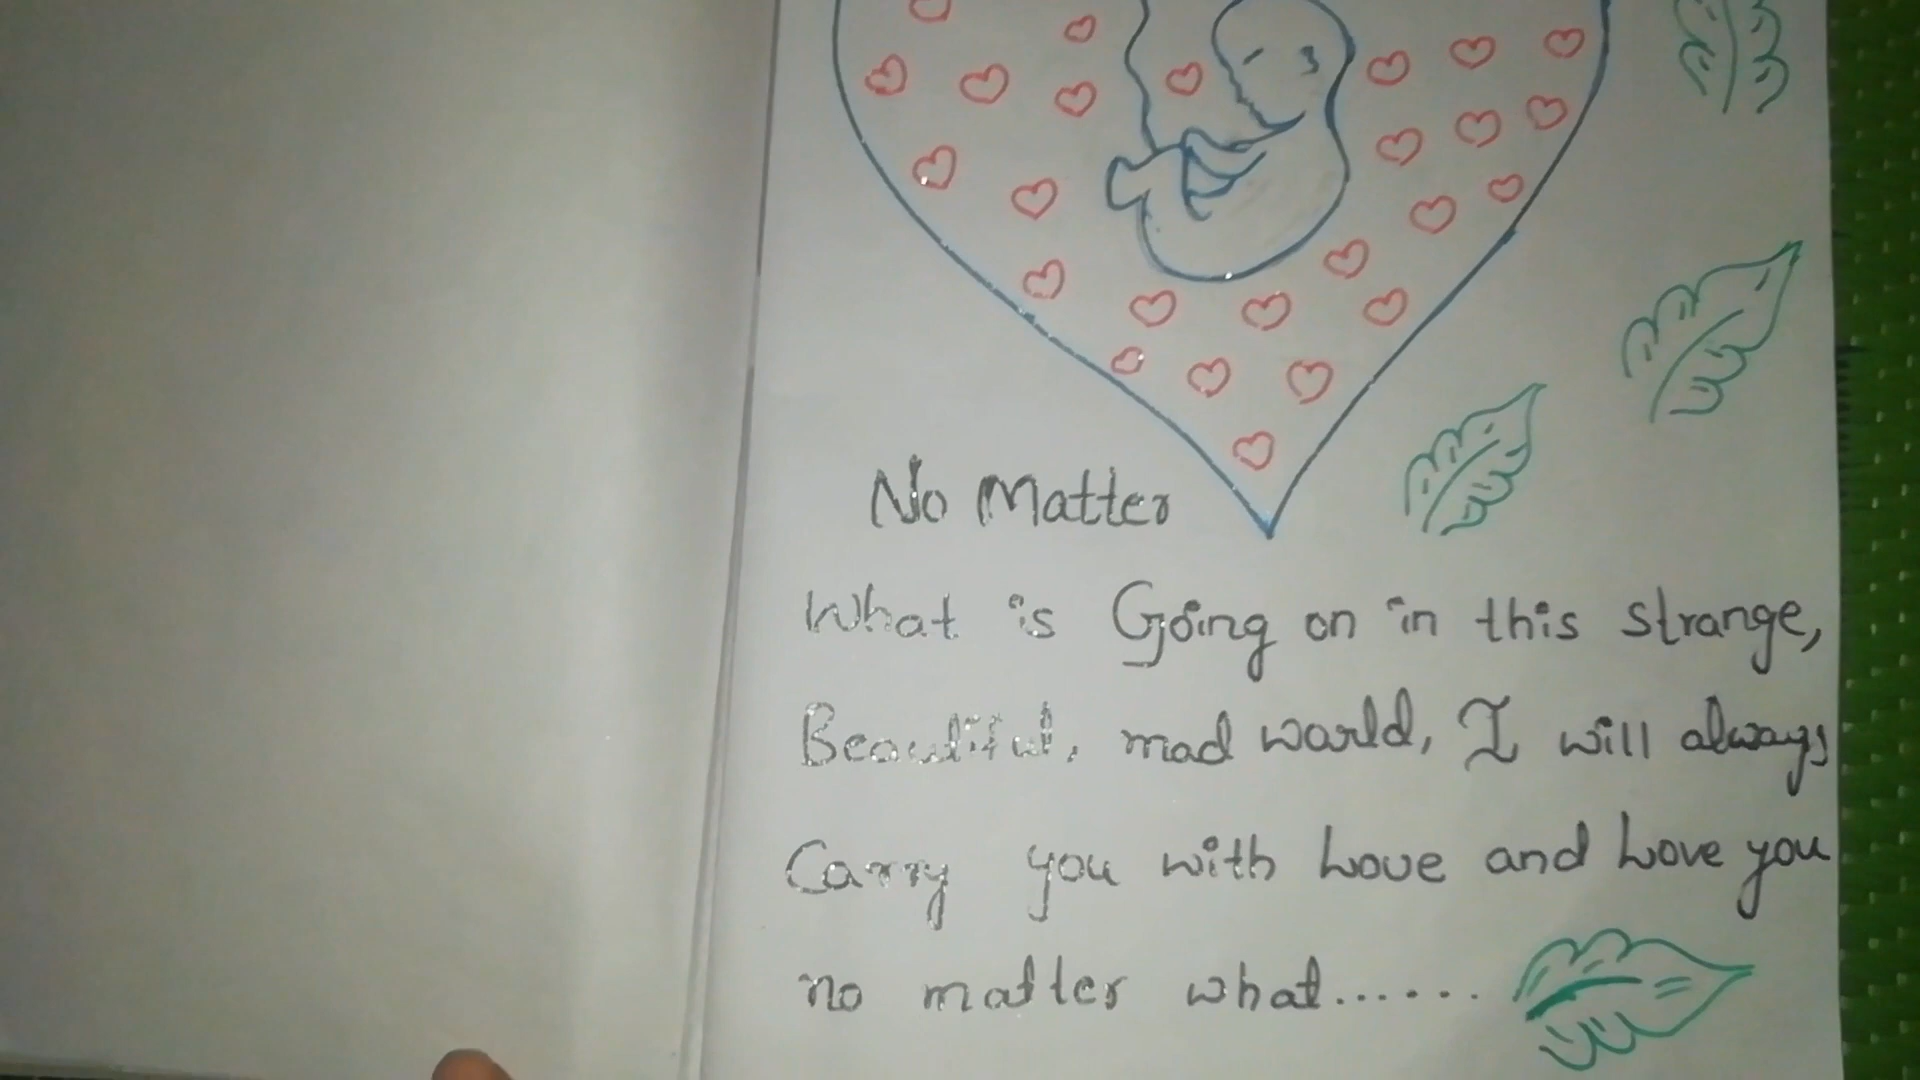 No Matter
What is Going on in this strange,
Beautiful, mad world, I will always
Carry you with Love and Love you
no matter what.......